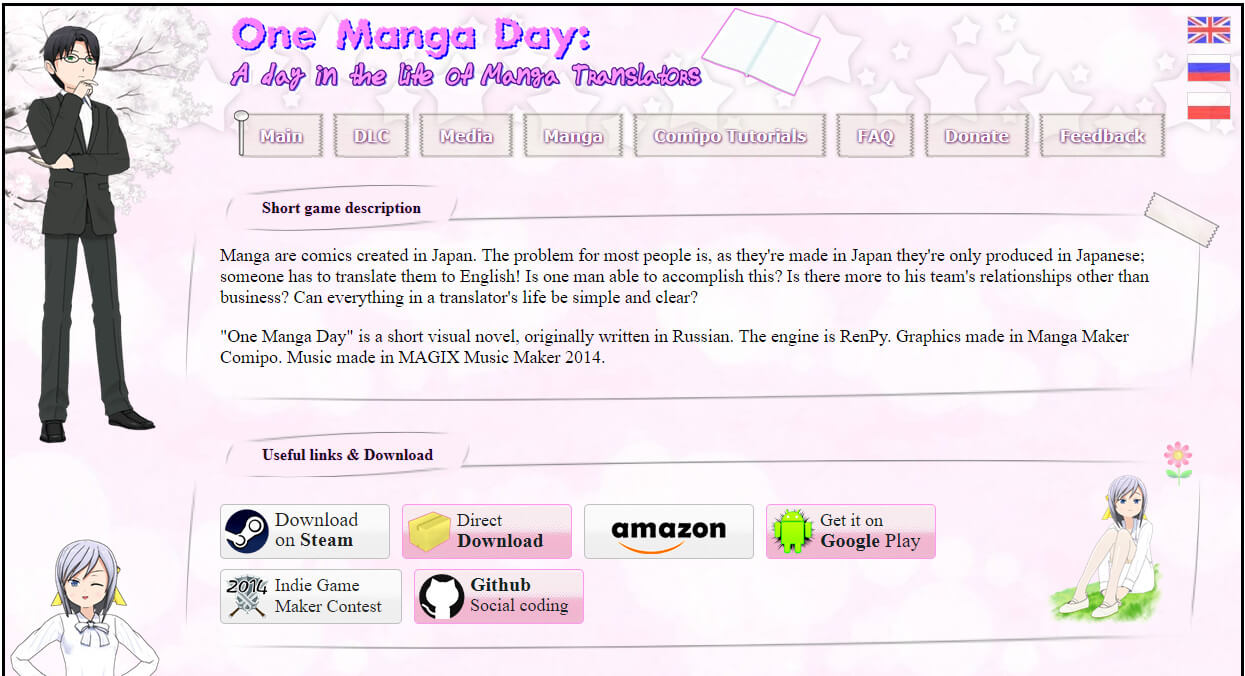 One Manga Day:
A day in the life of Manga Translators
Main DLC Media Manga Comipo Tutorials FAQ Donate Feedback
Short game description
Manga are comics created in Japan. The problem for most people is, as they're made in Japan they're only produced in Japanese;
someone has to translate them to English! Is one man able to accomplish this? Is there more to his team's relationships other than
business? Can everything in a translator's life be simple and clear?
"One Manga Day" is a short visual novel, originally written in Russian. The engine is RenPy. Graphics made in Manga Maker
Comipo. Music made in MAGIX Music Maker 2014.
Useful links & Download
Download
on Steam
Direct
Download
amazon
Get it on
Google Play
2014
Indie Game
Maker Contest
Github
Social coding